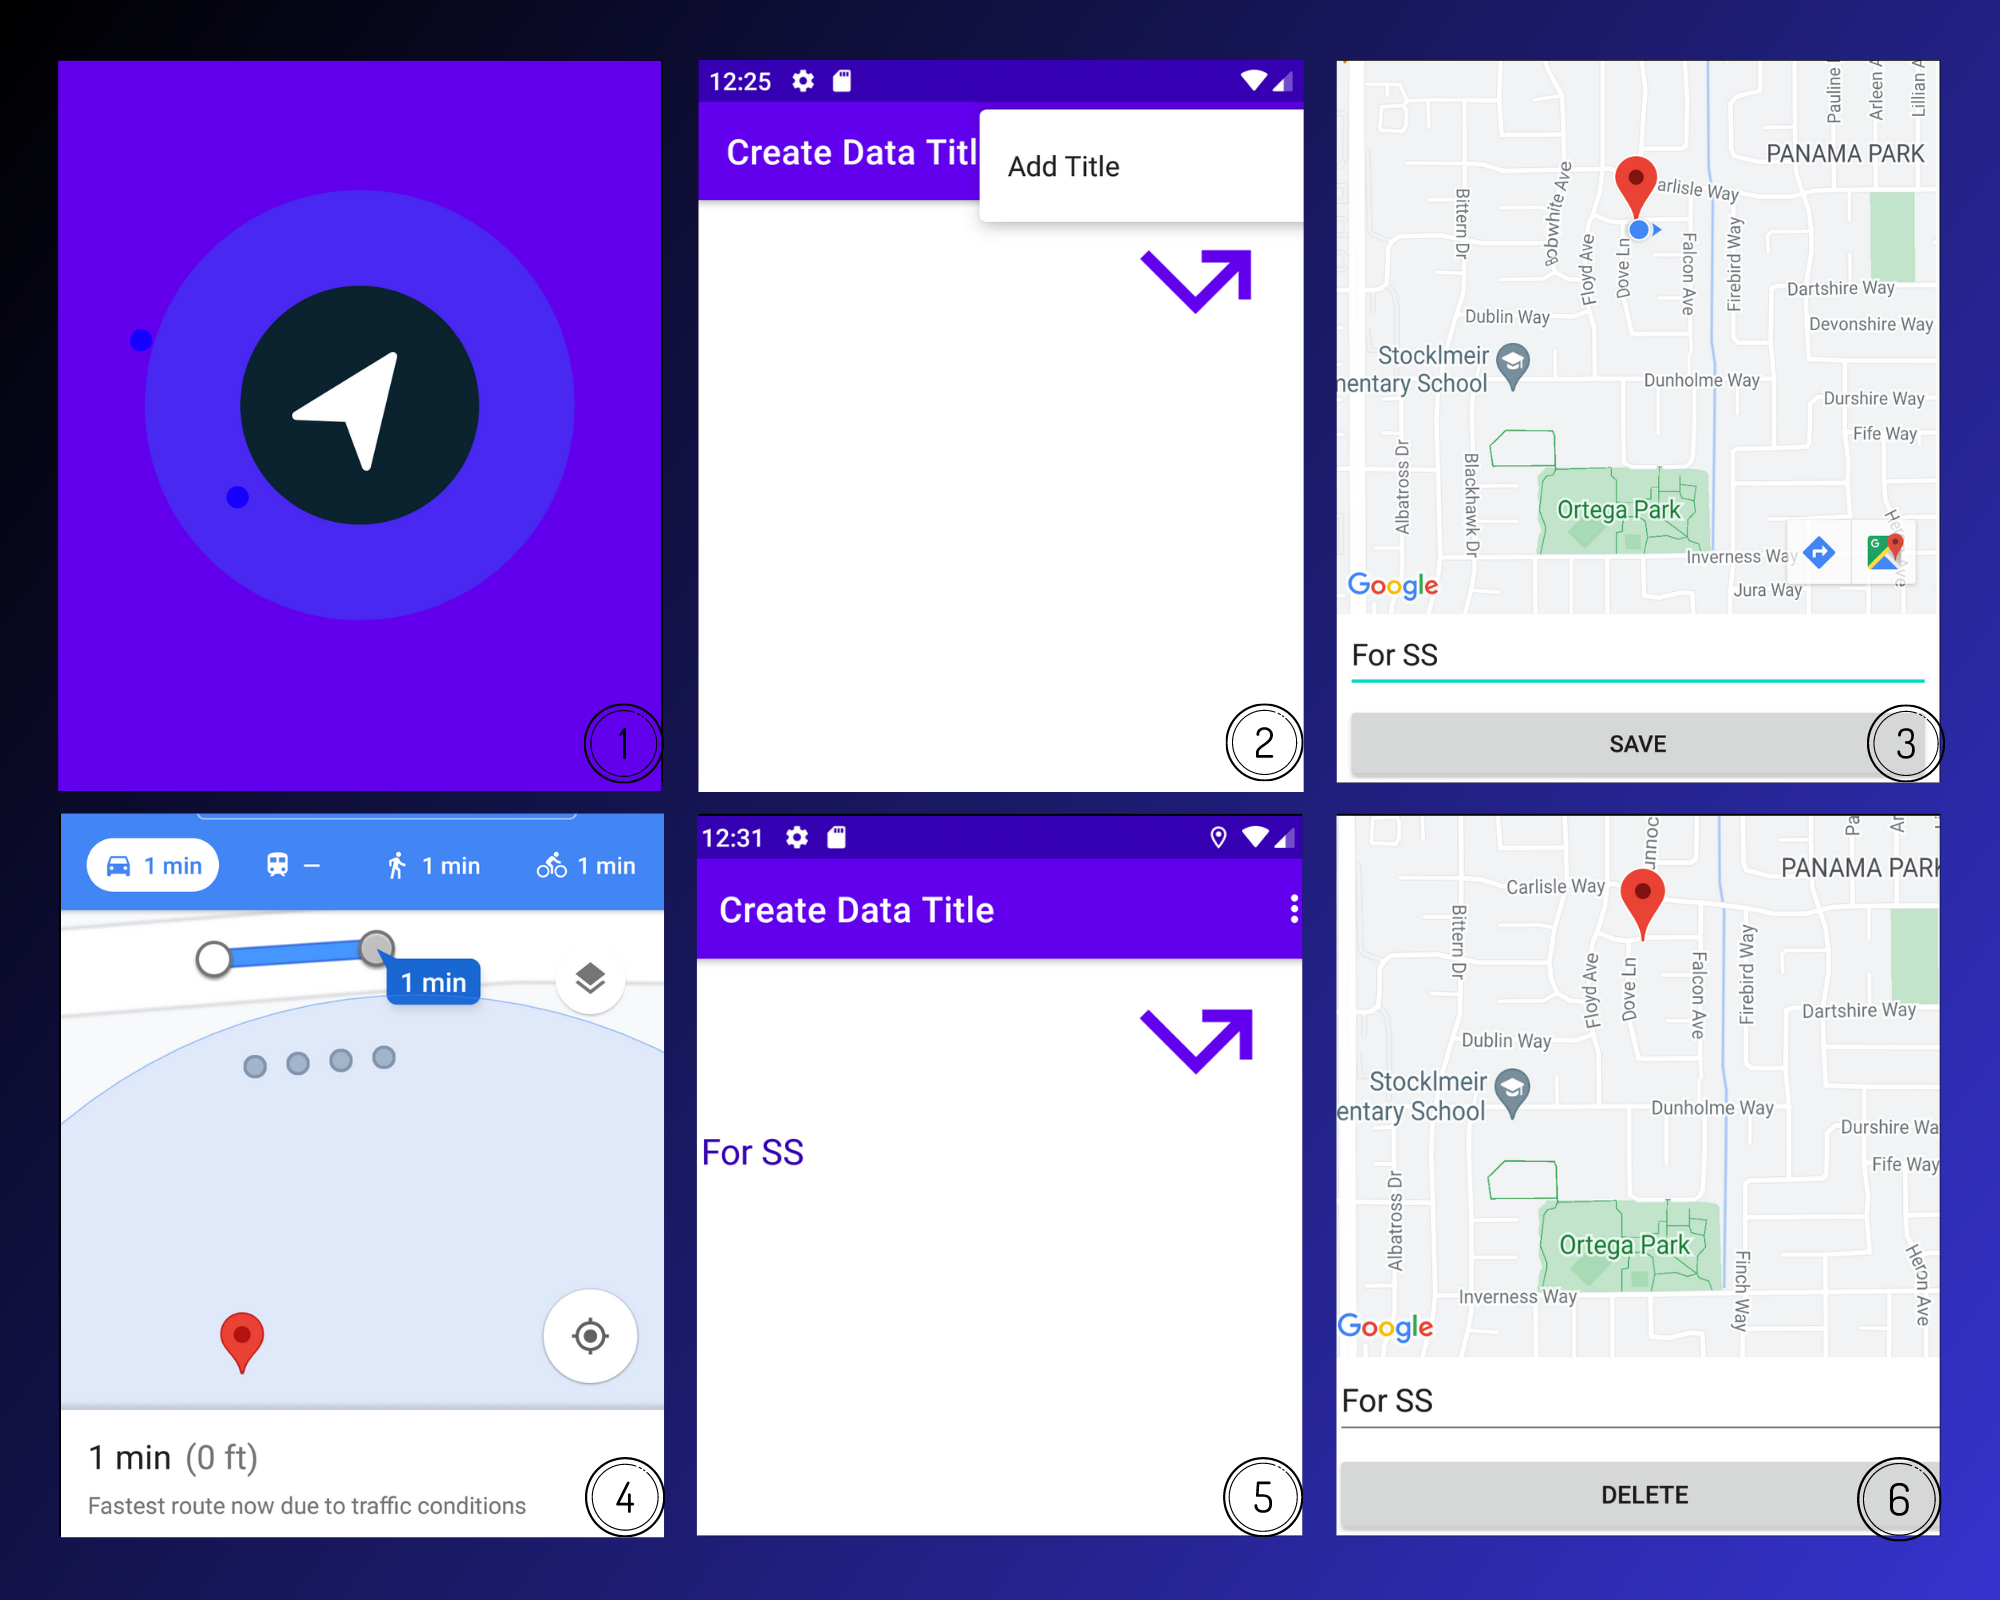 1
12:25
Create Data Titl
Add Title
2
Pauline
Arleen A
Lillian A
PANAMA PARK
arlisle Way
Bittern Dr
Bobwhite Ave
Floyd Ave
Dove Ln
Falcon Ave
Firebird Way
Dartshire Way
Dublin Way
Devonshire Way
Stocklmeir
mentary School
Dunholme Way
Durshire Way
Fife Way
Albatross Dr
Blackhawk Dr
Ortega Park
Inverness Way
Jura Way
Google
For SS
SAVE
3
1 min
–
1 min
1 min
1 min
1 min (0 ft)
Fastest route now due to traffic conditions
4
12:31
Create Data Title
For SS
5
Pa
Ar
unnoc
PANAMA PARK
Carlisle Way
Bittern Dr
Floyd Ave
Dove Ln
Falcon Ave
Firebird Way
Dartshire Way
Dublin Way
Stocklmeir
entary School
Dunholme Way
Durshire Wa
Fife Way
Albatross Dr
Ortega Park
Inverness Way
Finch Way
Heron Ave
Google
For SS
DELETE
6